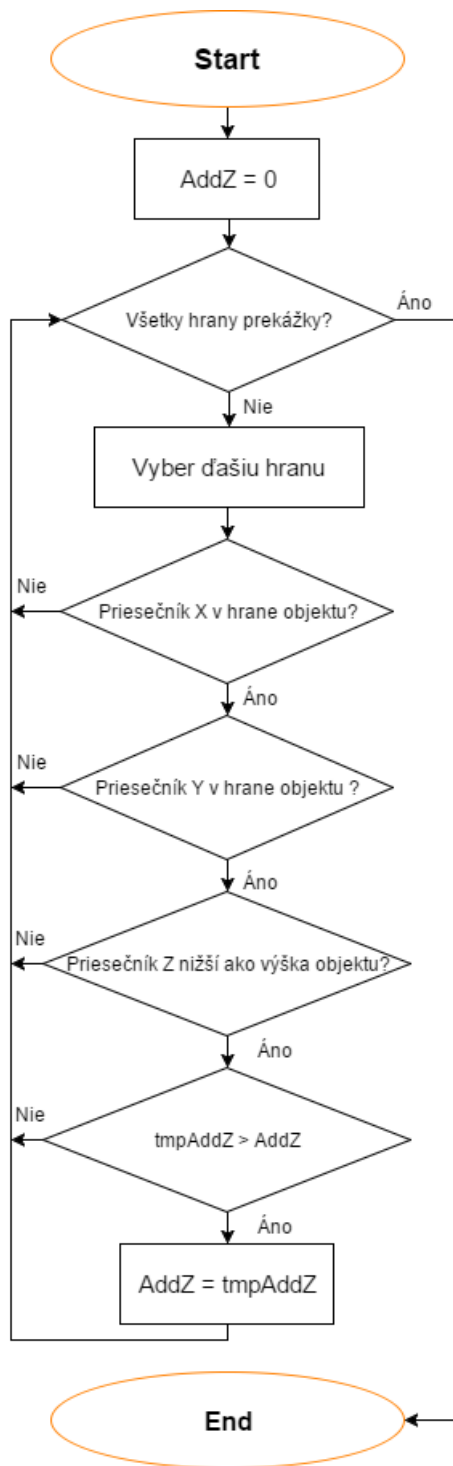 Start
AddZ = 0
Všetky hrany prekážky?
Áno
Nie
Vyber ďašiu hranu
Nie
Priesečník X v hrane objektu?
Áno
Nie
Priesečník Y v hrane objektu ?
Áno
Nie
Priesečník Z nižší ako výška objektu?
Áno
Nie
tmpAddZ > AddZ
Áno
AddZ = tmpAddZ
End